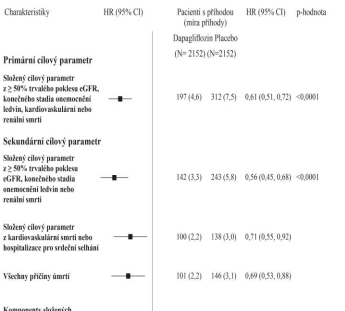 Charakteristiky HR (95% CI) Pacienti s příhodou HR (95% CI) p-hodnota
(míra příhody)
Dapagliflozin Placebo
(N= 2152) (N=2152)
Primární cílový parametr
Složený cílový parametr
z ≥ 50% trvalého poklesu eGFR,
konečného stadia onemocnění 197 (4,6) 312 (7,5) 0,61 (0,51, 0,72) <0,0001
ledvin, kardiovaskulární nebo
renální smrti
Sekundární cílový parametr
Složený cílový parametr
z ≥ 50% trvalého poklesu
eGFR, konečného stadia 142 (3,3) 243 (5,8) 0,56 (0,45, 0,68) <0,0001
onemocnění ledvin nebo
renální smrti
Složený cílový parametr
z kardiovaskulární smrti nebo 100 (2,2) 138 (3,0) 0,71 (0,55, 0,92)
hospitalizace pro srdeční selhání
Všechny příčiny úmrtí 101 (2,2) 146 (3,1) 0,69 (0,53, 0,88)
Komponenty složených